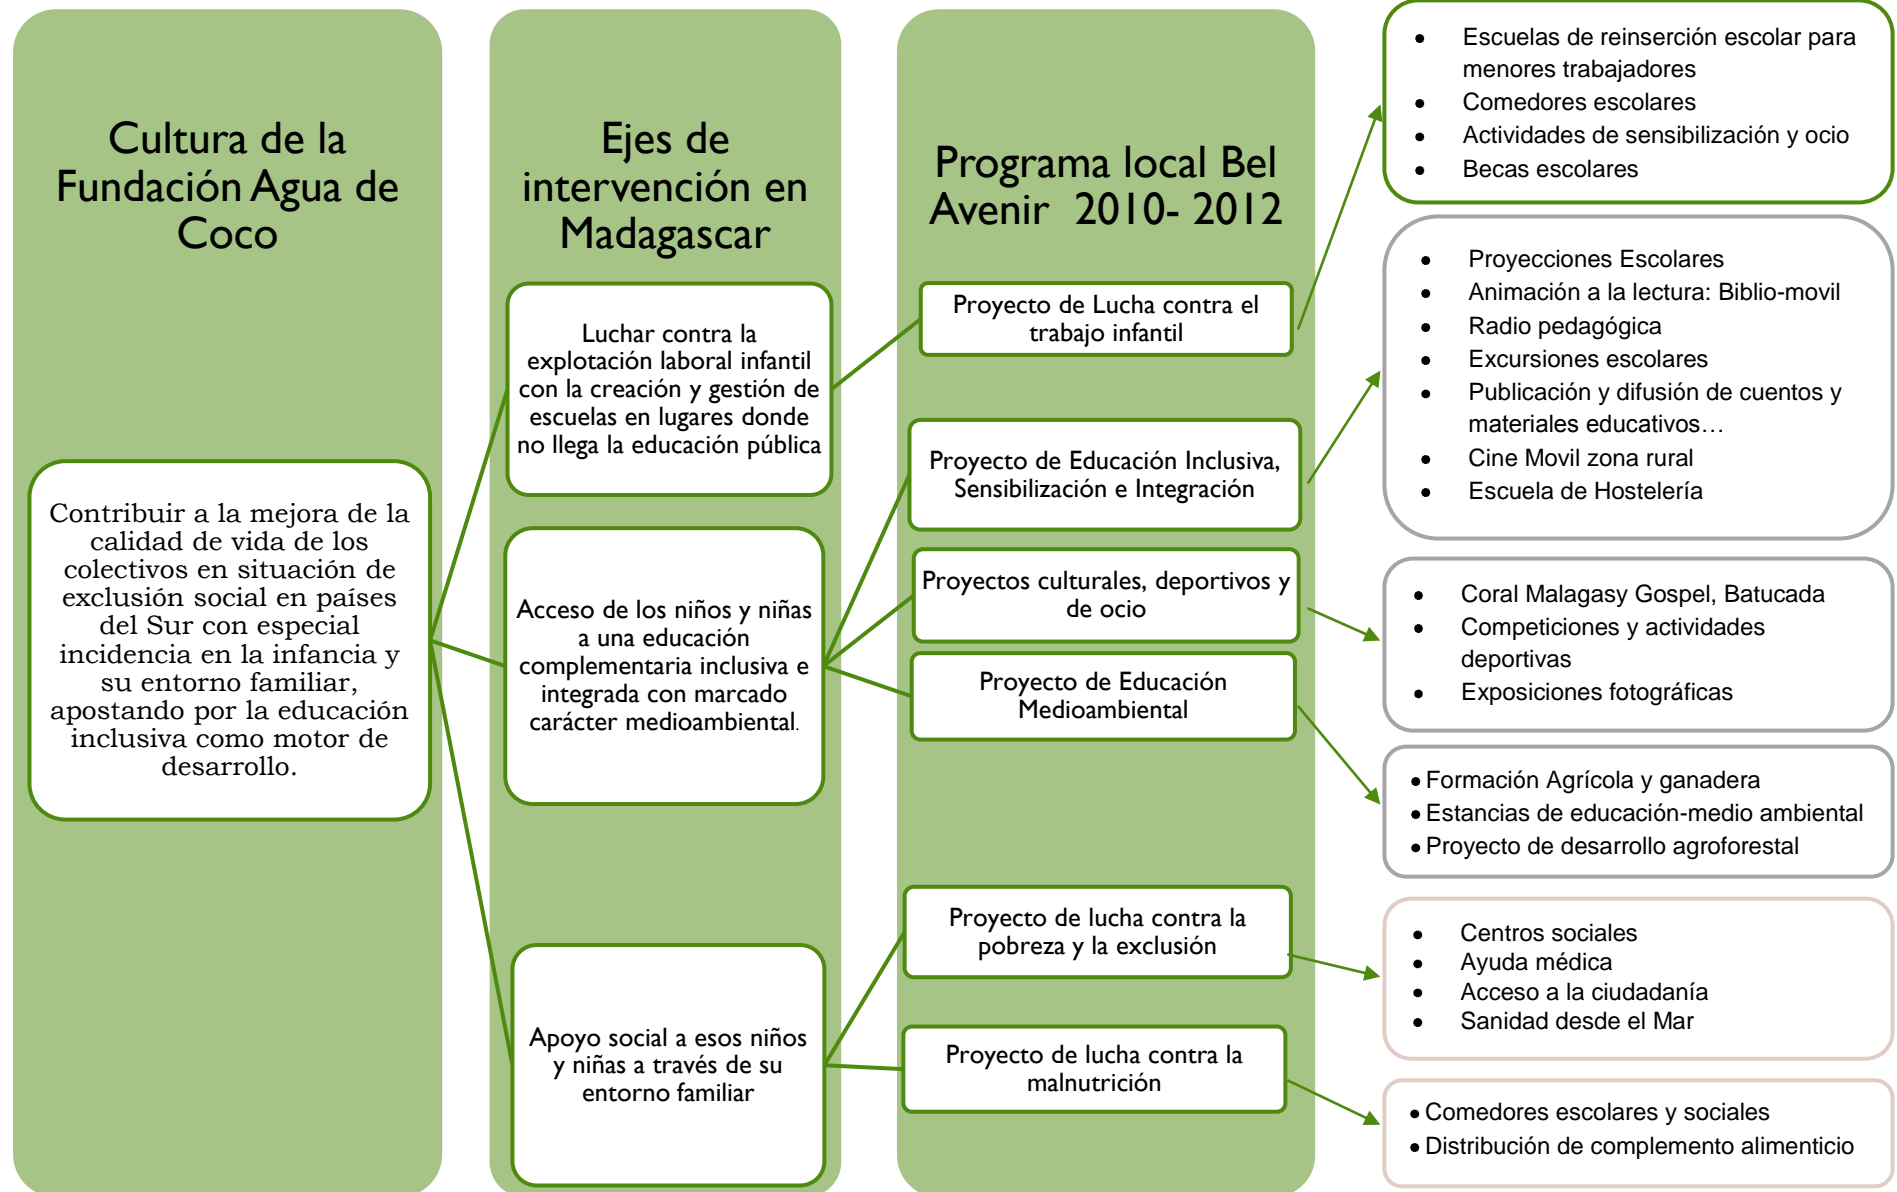 Cultura de la
Fundación Agua de
Coco
Contribuir a la mejora de la
calidad de vida de los
colectivos en situación de
exclusión social en países
del Sur con especial
incidencia en la infancia y
su entorno familiar,
apostando por la educación
inclusiva como motor de
desarrollo.
Ejes de
intervención en
Madagascar
Luchar contra la
explotación laboral infantil
con la creación y gestión de
escuelas en lugares donde
no llega la educación pública
Acceso de los niños y niñas
a una educación
complementaria inclusiva e
integrada con marcado
carácter medioambiental.
Apoyo social a esos niños
y niñas a través de su
entorno familiar
Programa local Bel
Avenir 2010- 2012
Proyecto de Lucha contra el
trabajo infantil
Proyecto de Educación Inclusiva,
Sensibilización e Integración
Proyectos culturales, deportivos y
de ocio
Proyecto de Educación
Medioambiental
Proyecto de lucha contra la
pobreza y la exclusión
Proyecto de lucha contra la
malnutrición
• Escuelas de reinserción escolar para
menores trabajadores
• Comedores escolares
• Actividades de sensibilización y ocio
• Becas escolares
• Proyecciones Escolares
• Animación a la lectura: Biblio-movil
• Radio pedagógica
• Excursiones escolares
• Publicación y difusión de cuentos y
materiales educativos…
• Cine Movil zona rural
• Escuela de Hostelería
• Coral Malagasy Gospel, Batucada
• Competiciones y actividades
deportivas
• Exposiciones fotográficas
• Formación Agrícola y ganadera
• Estancias de educación-medio ambiental
• Proyecto de desarrollo agroforestal
• Centros sociales
• Ayuda médica
• Acceso a la ciudadanía
• Sanidad desde el Mar
• Comedores escolares y sociales
• Distribución de complemento alimenticio